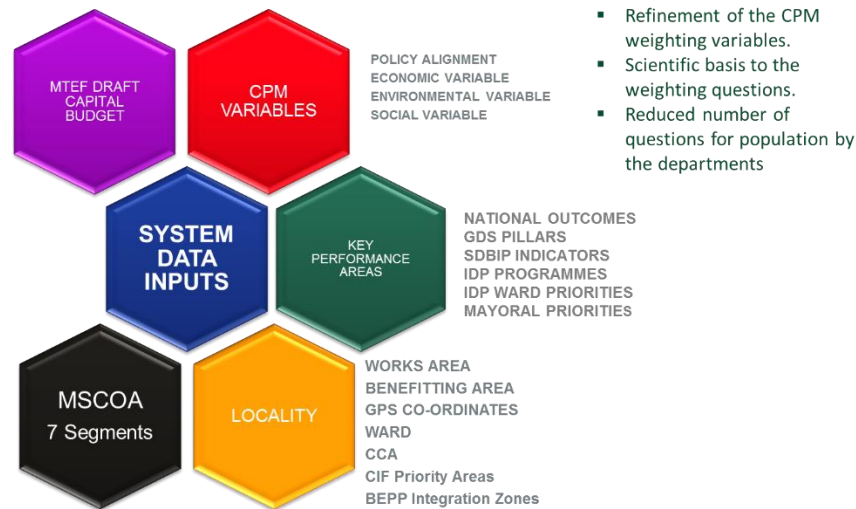 MTEF DRAFT
CAPITAL
BUDGET
CPM
VARIABLES
POLICY ALIGNMENT
ECONOMIC VARIABLE
ENVIRONMENTAL VARIABLE
SOCIAL VARIABLE
▪ Refinement of the CPM
weighting variables.
▪ Scientific basis to the
weighting questions.
▪ Reduced number of
questions for population by
the departments
SYSTEM
DATA
INPUTS
KEY
PERFORMANCE
AREAS
NATIONAL OUTCOMES
GDS PILLARS
SDBIP INDICATORS
IDP PROGRAMMES
IDP WARD PRIORITIES
MAYORAL PRIORITIES
MSCOA
7 Segments
LOCALITY
WORKS AREA
BENEFITTING AREA
GPS CO-ORDINATES
WARD
CCA
CIF Priority Areas
BEPP Integration Zones